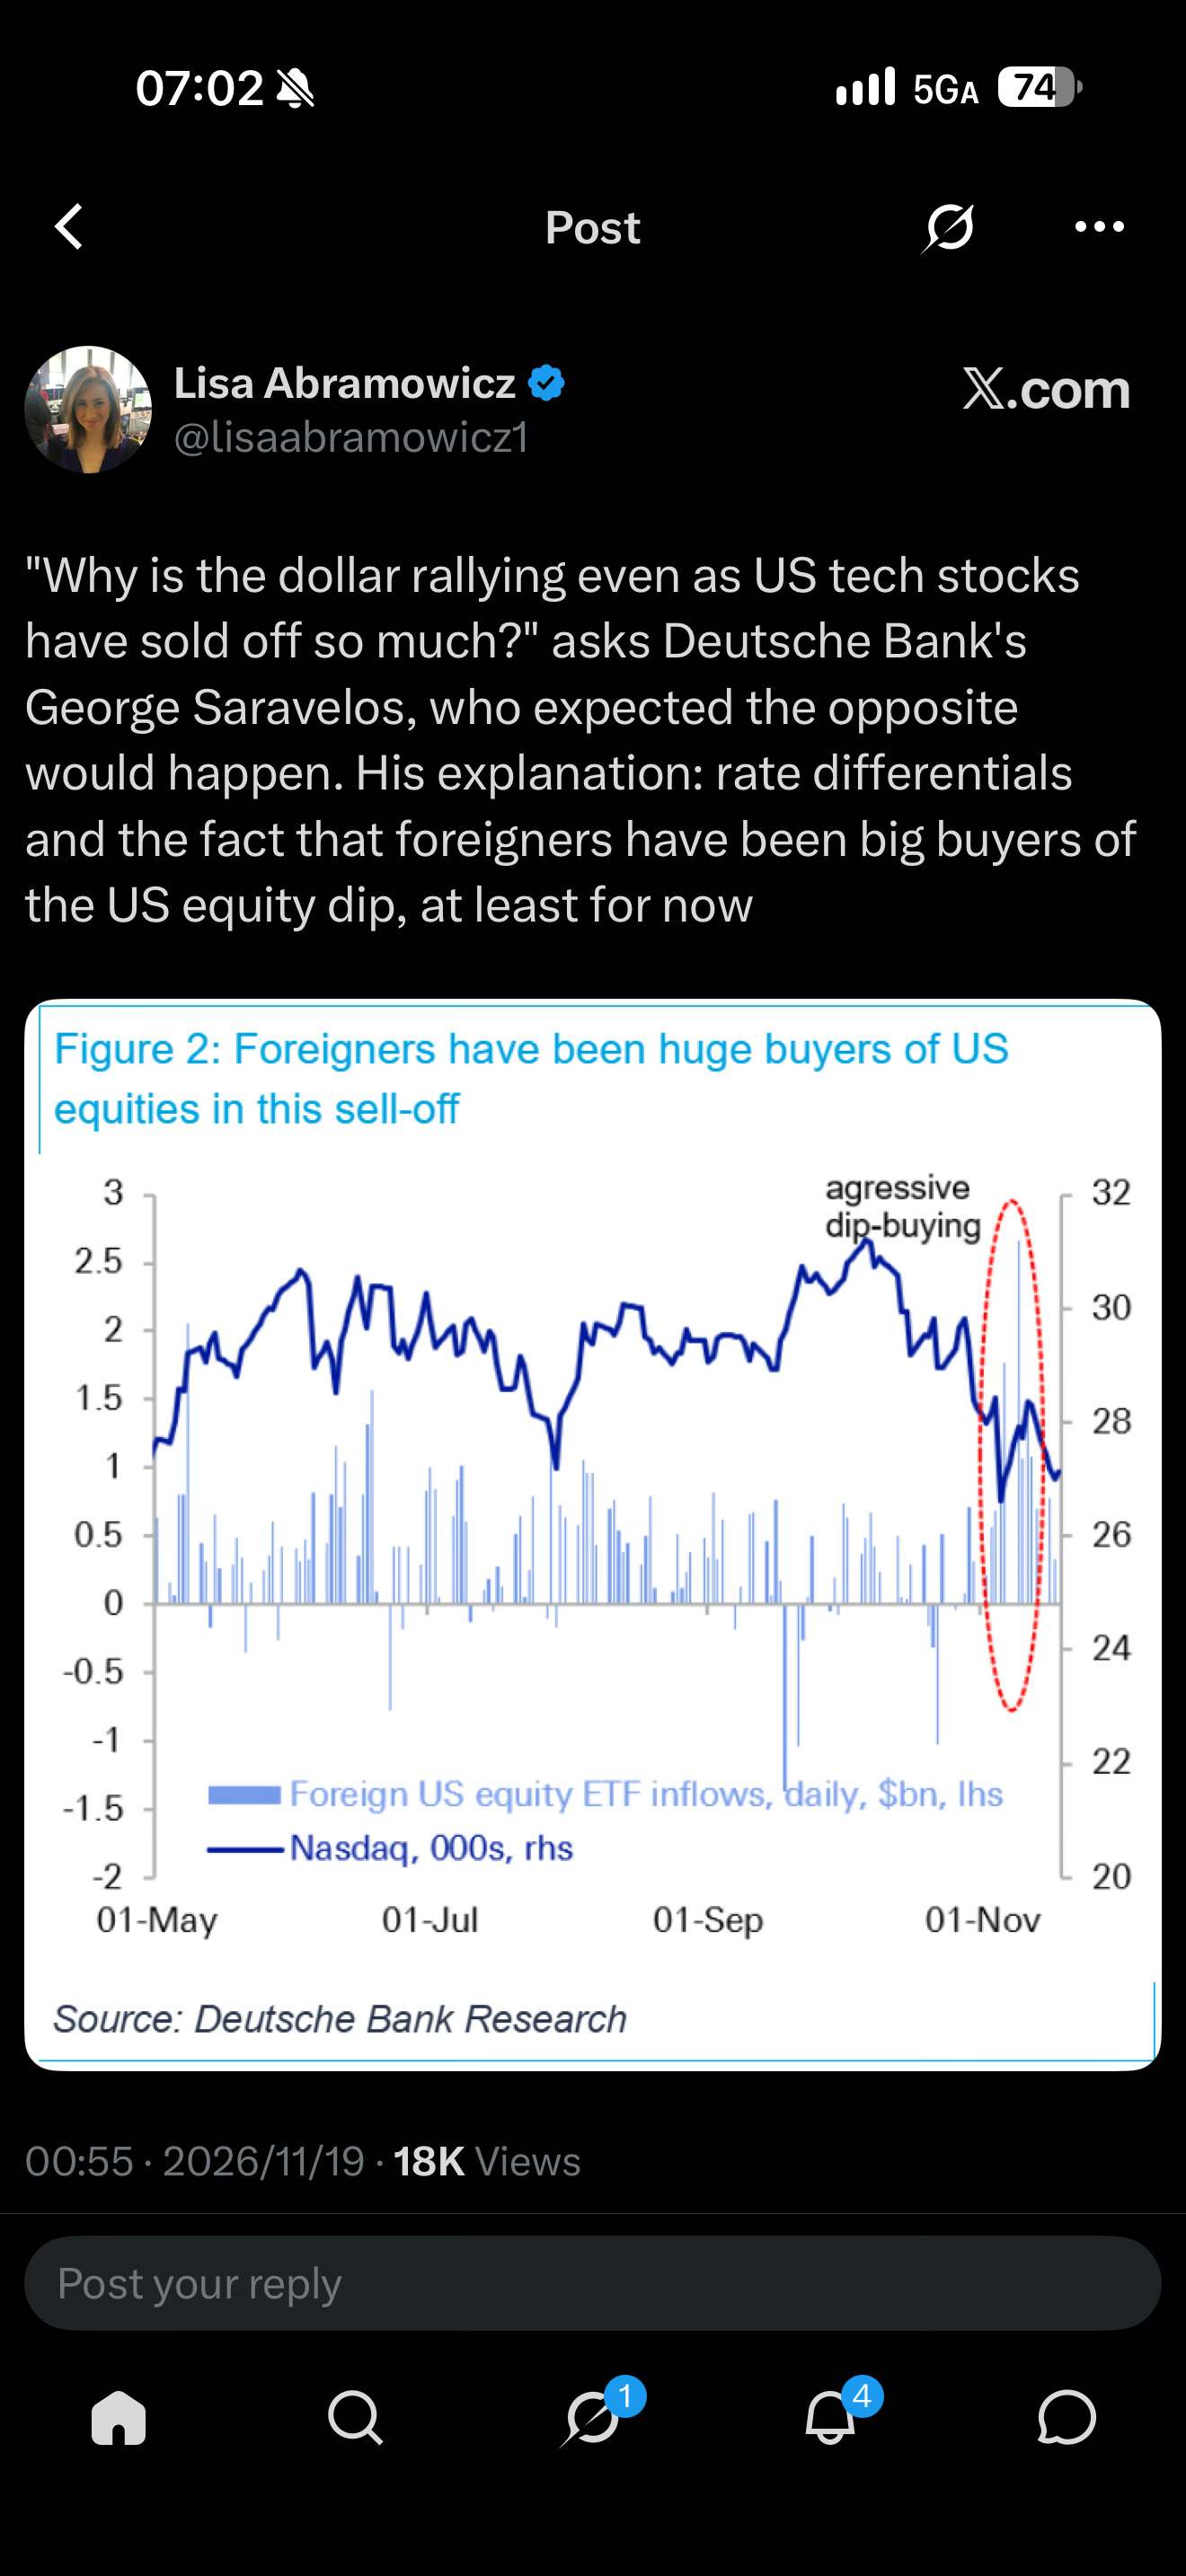 07:02
5GA
74
Post
Lisa Abramowicz
X.com
@lisaabramowicz1
"Why is the dollar rallying even as US tech stocks
have sold off so much?" asks Deutsche Bank's
George Saravelos, who expected the opposite
would happen. His explanation: rate differentials
and the fact that foreigners have been big buyers of
the US equity dip, at least for now
Figure 2: Foreigners have been huge buyers of US
equities in this sell-off
agressive
dip-buying
3
2.5
2
1.5
1
0.5
0
-0.5
-1
-1.5
-2
32
30
28
26
24
22
20
Foreign US equity ETF inflows, daily, $bn, lhs
Nasdaq, 000s, rhs
01-May 01-Jul 01-Sep 01-Nov
Source: Deutsche Bank Research
00:55 · 2026/11/19 · 18K Views
Post your reply
1
4